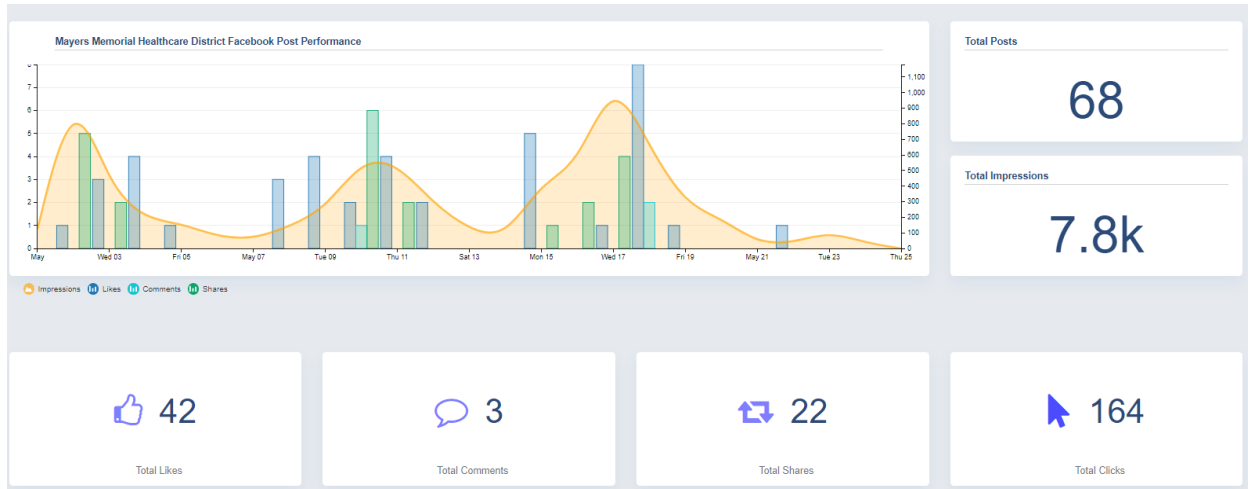 Mayers Memorial Healthcare District Facebook Post Performance
8
7
6
5
4
3
2
1
0
1,100
1,000
900
800
700
600
500
400
300
200
100
0
May Wed 03 Fri 05 May 07 Tue 09 Thu 11 Sat 13 Mon 15 Wed 17 Fri 19 May 21 Tue 23 Thu 25
Impressions Likes Comments Shares
Total Posts
68
Total Impressions
7.8k
42
Total Likes
3
Total Comments
22
Total Shares
164
Total Clicks